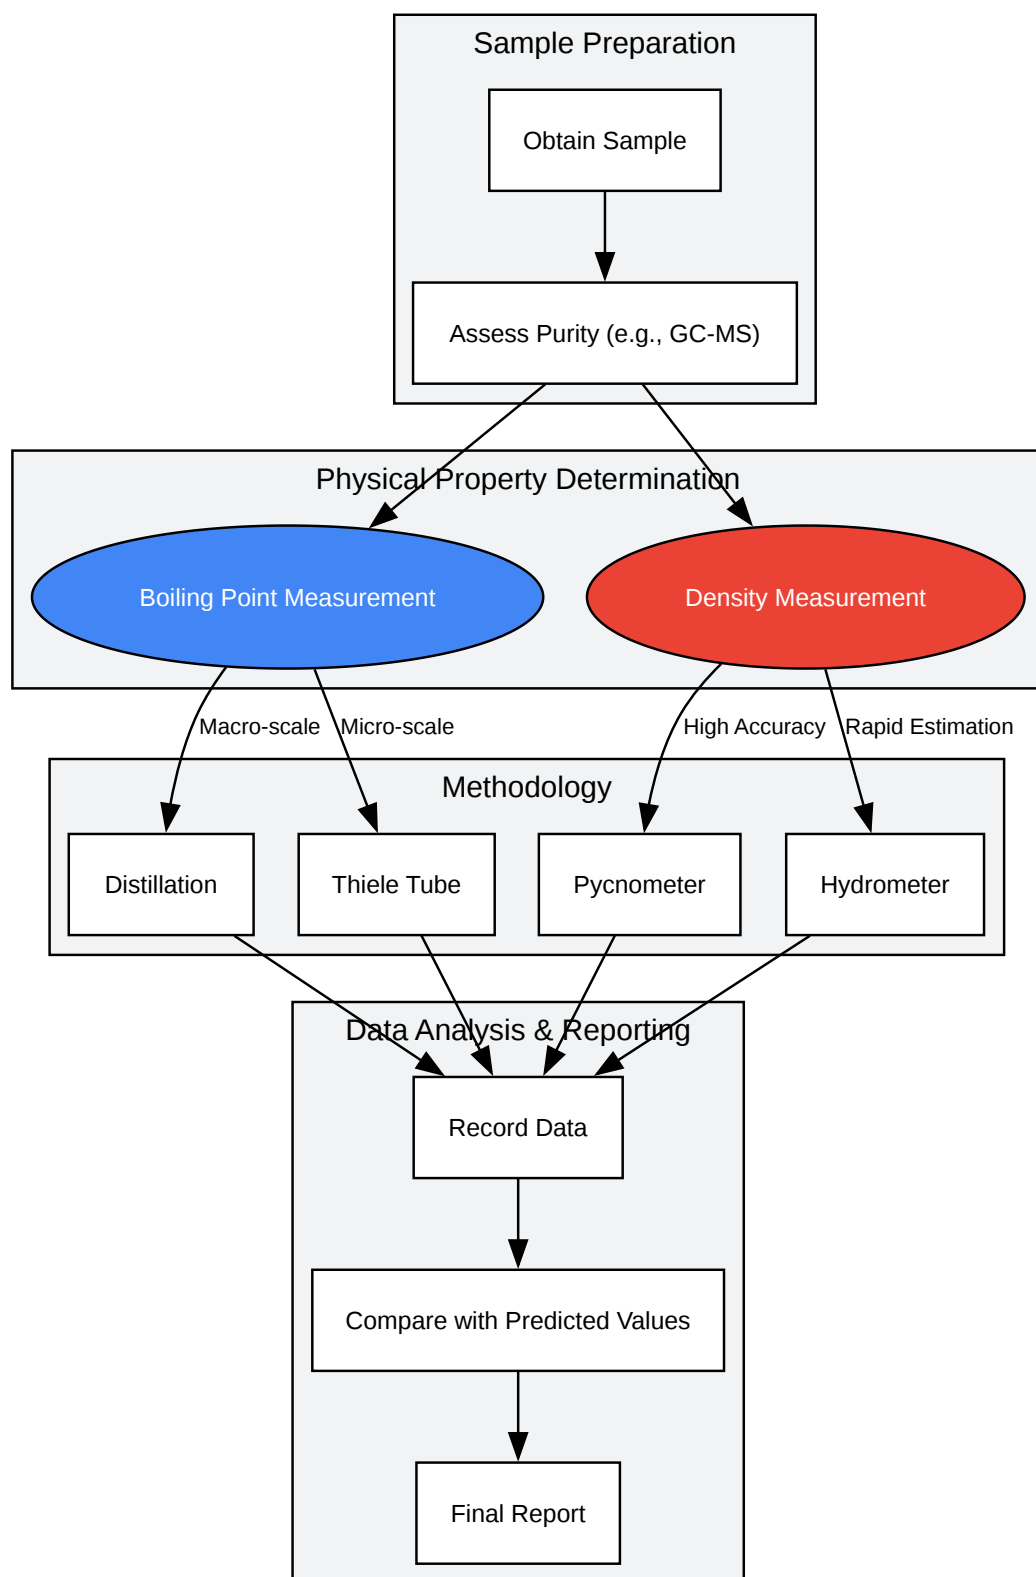 Sample Preparation
Obtain Sample
Assess Purity (e.g., GC-MS)
Physical Property Determination
Boiling Point Measurement
Density Measurement
Macro-scale
Micro-scale
High Accuracy
Rapid Estimation
Methodology
Distillation
Thiele Tube
Pycnometer
Hydrometer
Data Analysis & Reporting
Record Data
Compare with Predicted Values
Final Report